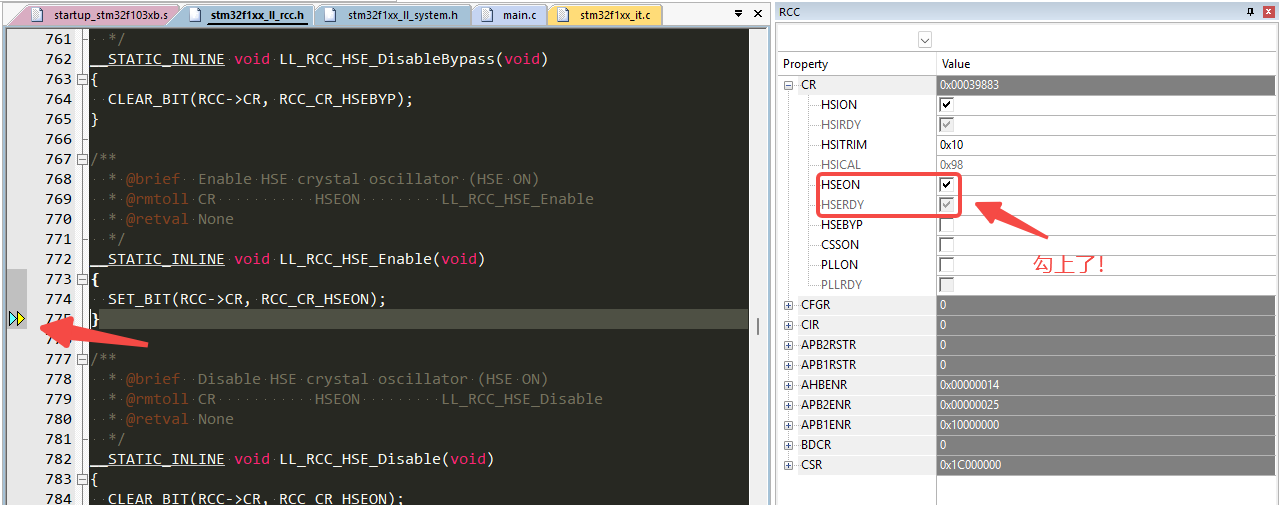 startup_stm32f103xb.s
stm32f1xx_ll_rcc.h
stm32f1xx_ll_system.h
main.c
stm32f1xx_it.c
761 */
762 __STATIC_INLINE void LL_RCC_HSE_DisableBypass(void)
763 {
764 CLEAR_BIT(RCC->CR, RCC_CR_HSEBYP);
765 }
766
767 /**
768 * @brief Enable HSE crystal oscillator (HSE ON)
769 * @rmtoll CR HSEON LL_RCC_HSE_Enable
770 * @retval None
771 */
772 __STATIC_INLINE void LL_RCC_HSE_Enable(void)
773 {
774 SET_BIT(RCC->CR, RCC_CR_HSEON);
775 }
777 /**
778 * @brief Disable HSE crystal oscillator (HSE ON)
779 * @rmtoll CR HSEON LL_RCC_HSE_Disable
780 * @retval None
781 */
782 __STATIC_INLINE void LL_RCC_HSE_Disable(void)
783 {
784 CLEAR_BIT(RCC->CR, RCC_CR_HSEON);
RCC
Property Value
CR 0x00039883
HSION
HSIRDY
HSITRIM 0x10
HSICAL 0x98
HSEON
HSERDY
HSEBYP
CSSON
PLLON
PLLRDY
勾上了!
CFGR 0
CIR 0
APB2RSTR 0
APB1RSTR 0
AHBENR 0x00000014
APB2ENR 0x00000025
APB1ENR 0x10000000
BDCR 0
CSR 0x1C000000